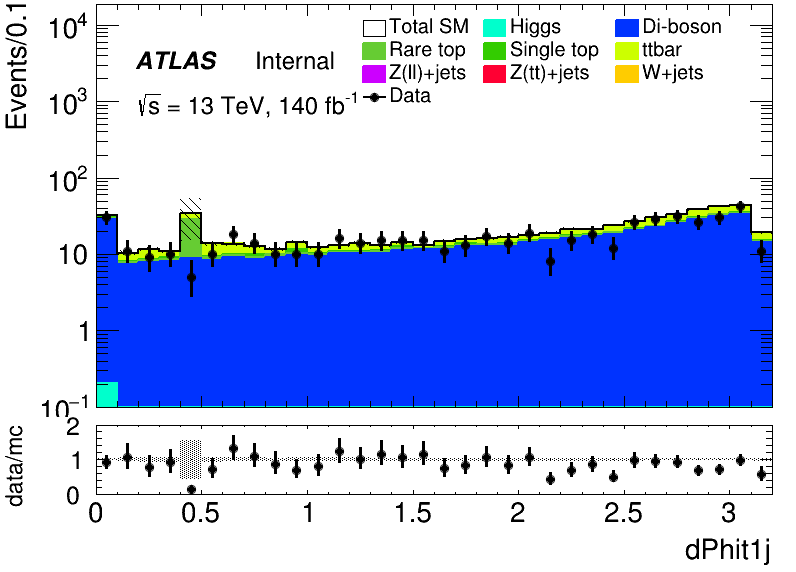 Events/0.1
10⁴
10³
10²
10
1
10⁻¹
ATLAS Internal
√s = 13 TeV, 140 fb⁻¹
Total SM Higgs Di-boson
Rare top Single top ttbar
Z(ll)+jets Z(tt)+jets W+jets
Data
data/mc
2
1
0
0 0.5 1 1.5 2 2.5 3
dPhit1j